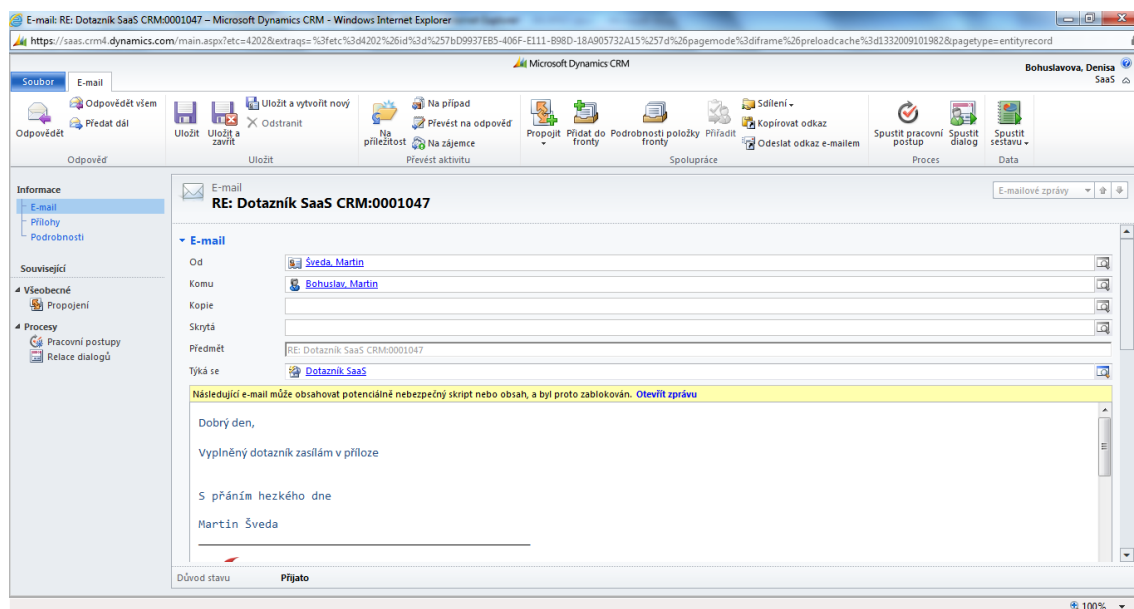 E-mail: RE: Dotazník SaaS CRM:0001047 – Microsoft Dynamics CRM - Windows Internet Explorer
https://saas.crm4.dynamics.com/main.aspx?etc=4202&extraqs=%3fetc%3d4202%26id%3d%257bD9937EB5-406F-E111-B98D-18A905732A15%257d%26pagemode%3diframe%26preloadcache%3d1332009101982&pagetype=entityrecord
Microsoft Dynamics CRM
Bohuslavova, Denisa
SaaS
Soubor E-mail
Odpovědět
Odpovědět všem
Předat dál
Odpověď
Uložit
Uložit a zavřít
Uložit a vytvořit nový
Odstranit
Uložit
Na příležitost
Na případ
Převést na odpověď
Na zájemce
Převést aktivitu
Propojit
Přidat do fronty
Podrobnosti položky fronty
Přiřadit
Sdílení
Kopírovat odkaz
Odeslat odkaz e-mailem
Spolupráce
Spustit pracovní postup
Spustit dialog
Proces
Spustit sestavu
Data
Informace
E-mail
Přílohy
Podrobnosti
Související
Všeobecné
Propojení
Procesy
Pracovní postupy
Relace dialogů
E-mail
RE: Dotazník SaaS CRM:0001047
E-mailové zprávy
E-mail
Od Šveda, Martin
Komu Bohuslav, Martin
Kopie
Skrytá
Předmět RE: Dotazník SaaS CRM:0001047
Týká se Dotazník SaaS
Následující e-mail může obsahovat potenciálně nebezpečný skript nebo obsah, a byl proto zablokován. Otevřít zprávu
Dobrý den,
Vyplněný dotazník zasílám v příloze
S přáním hezkého dne
Martin Šveda
Důvod stavu Přijato
100%